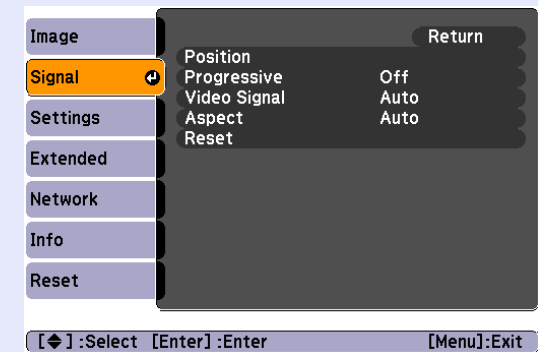 Image
Signal
Settings
Extended
Network
Info
Reset
Return
Position
Progressive Off
Video Signal Auto
Aspect Auto
Reset
[◆] :Select [Enter] :Enter [Menu]:Exit